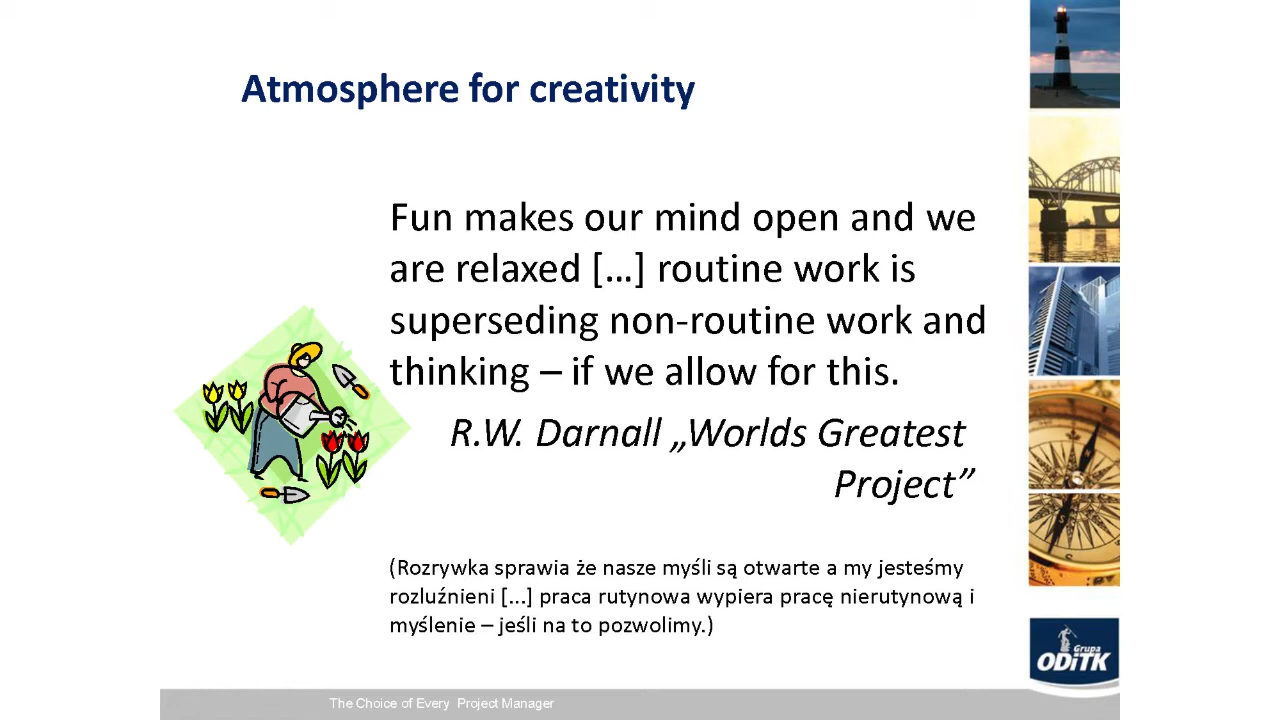 Atmosphere for creativity
Fun makes our mind open and we
are relaxed […] routine work is
superseding non-routine work and
thinking – if we allow for this.
R.W. Darnall „Worlds Greatest
Project”
(Rozrywka sprawia że nasze myśli są otwarte a my jesteśmy
rozluźnieni [...] praca rutynowa wypiera pracę nierutynową i
myślenie – jeśli na to pozwolimy.)
Grupa
ODiTK
The Choice of Every  Project Manager